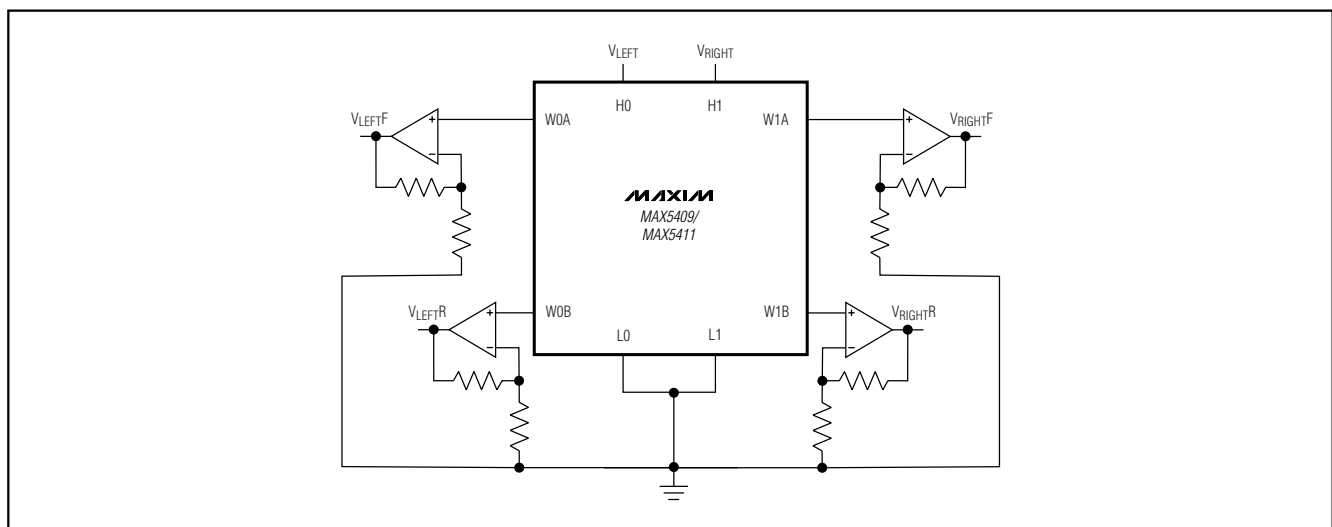 VLEFT VRIGHT
H0 H1
W0A W1A
VLEFTF VRIGHTF
+ +
− −
MAXIM
MAX5409/
MAX5411
W0B W1B
VLEFTR VRIGHTR
+ +
− −
L0 L1